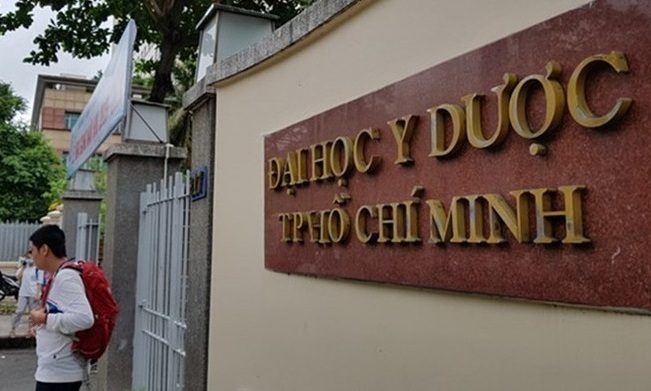 ĐẠI HỌC Y DƯỢC
TP HỒ CHÍ MINH